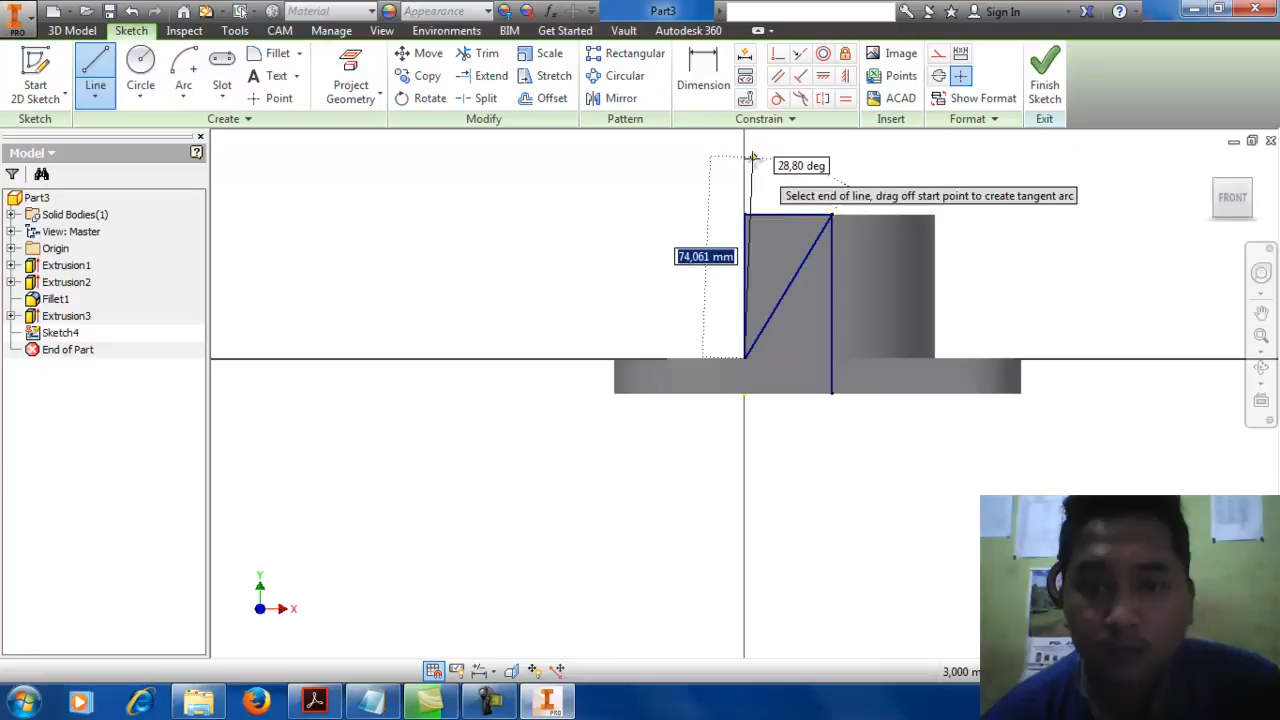 Material
Appearance
Part3
Sign In
PRO
3D Model
Sketch
Inspect
Tools
CAM
Manage
View
Environments
BIM
Get Started
Vault
Autodesk 360
Start
2D Sketch
Line
Circle
Arc
Slot
Fillet
Text
Point
Project
Geometry
Move
Copy
Rotate
Trim
Extend
Split
Scale
Stretch
Offset
Rectangular
Circular
Mirror
Dimension
Image
Points
ACAD
Show Format
Finish
Sketch
Sketch
Create
Modify
Pattern
Constrain
Insert
Format
Exit
Model
Part3
Solid Bodies(1)
View: Master
Origin
Extrusion1
Extrusion2
Fillet1
Extrusion3
Sketch4
End of Part
28,80 deg
Select end of line, drag off start point to create tangent arc
FRONT
74,061 mm
Y
X
3,000 m
PRO